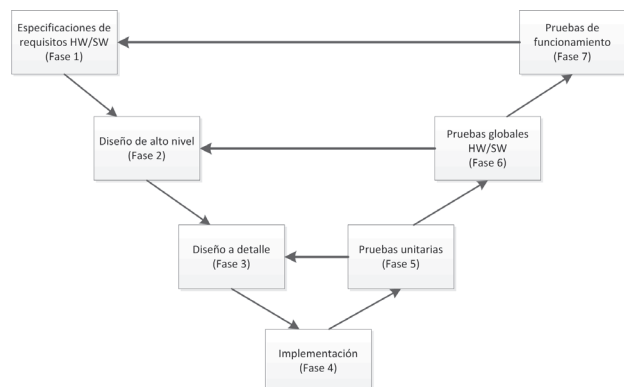 Especificaciones de
requisitos HW/SW
(Fase 1)
Pruebas de
funcionamiento
(Fase 7)
Diseño de alto nivel
(Fase 2)
Pruebas globales
HW/SW
(Fase 6)
Diseño a detalle
(Fase 3)
Pruebas unitarias
(Fase 5)
Implementación
(Fase 4)